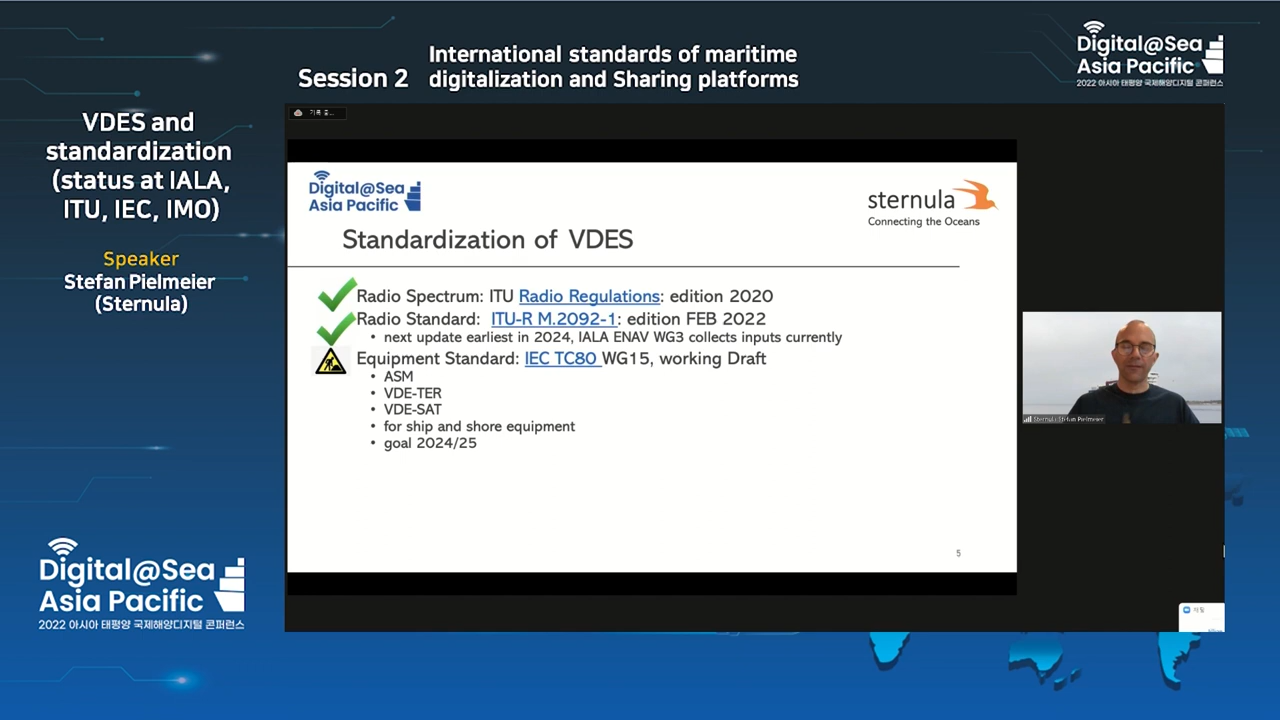 Session 2
International standards of maritime
digitalization and Sharing platforms
Digital@Sea
Asia Pacific
2022 아시아 태평양 국제해양디지털 콘퍼런스
VDES and
standardization
(status at IALA,
ITU, IEC, IMO)
Speaker
Stefan Pielmeier
(Sternula)
기록 중...
Digital@Sea
Asia Pacific
sternula
Connecting the Oceans
Standardization of VDES
Radio Spectrum: ITU Radio Regulations: edition 2020
Radio Standard: ITU-R M.2092-1: edition FEB 2022
• next update earliest in 2024, IALA ENAV WG3 collects inputs currently
Equipment Standard: IEC TC80 WG15, working Draft
• ASM
• VDE-TER
• VDE-SAT
• for ship and shore equipment
• goal 2024/25
5
Sternula Stefan Pielmeier
Digital@Sea
Asia Pacific
2022 아시아 태평양 국제해양디지털 콘퍼런스